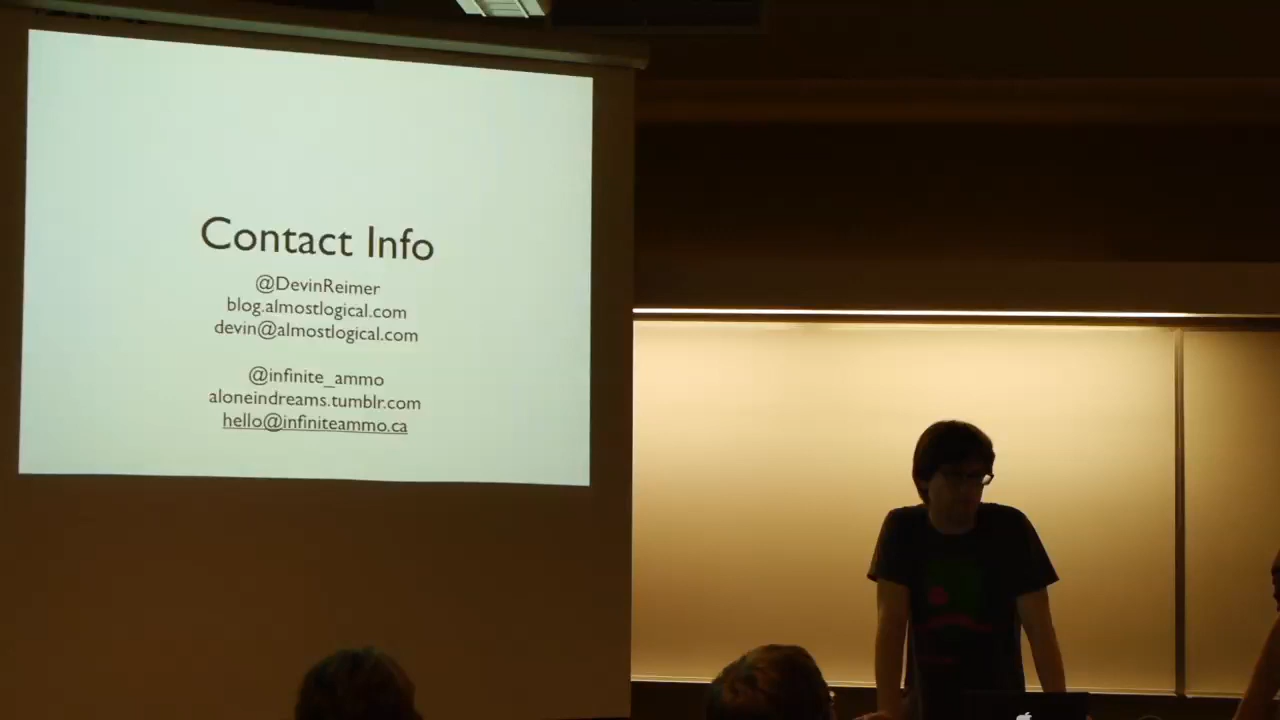 Contact Info
@DevinReimer
blog.almostlogical.com
devin@almostlogical.com
@infinite_ammo
aloneindreams.tumblr.com
hello@infiniteammo.ca